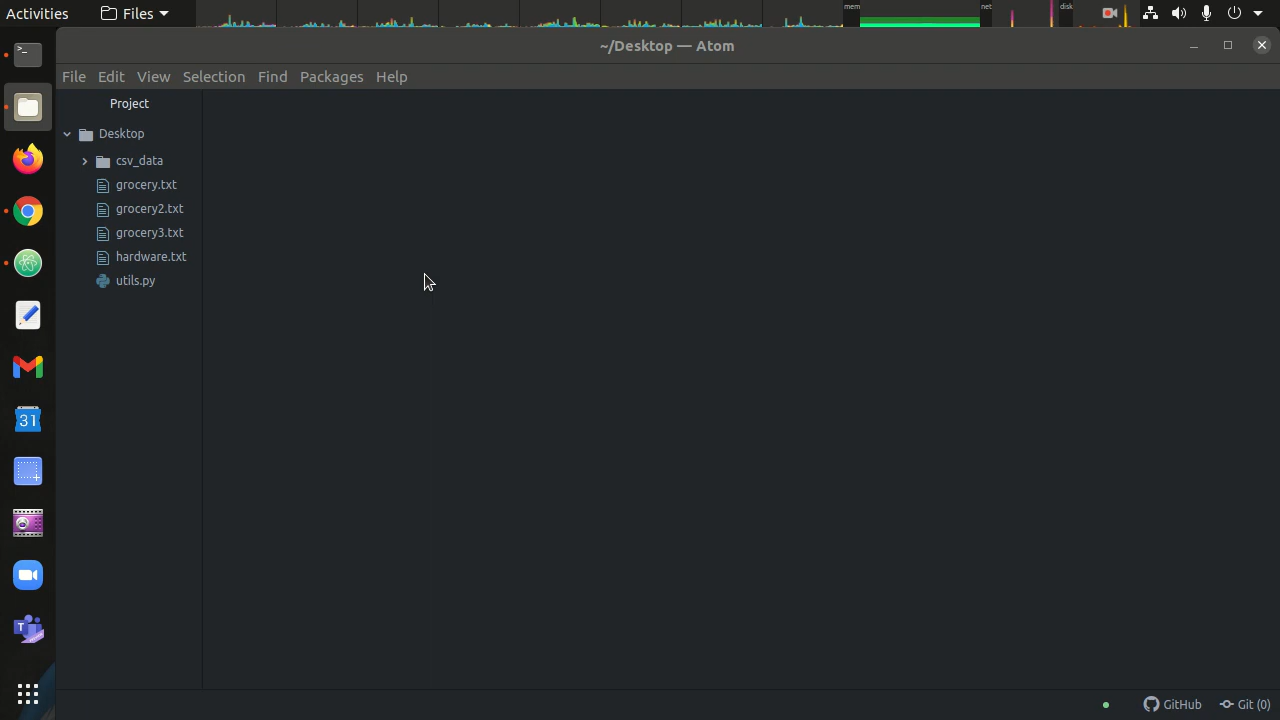 Activities Files mem net disk
~/Desktop — Atom
File Edit View Selection Find Packages Help
Project
Desktop
csv_data
grocery.txt
grocery2.txt
grocery3.txt
hardware.txt
utils.py
31
T
GitHub Git (0)